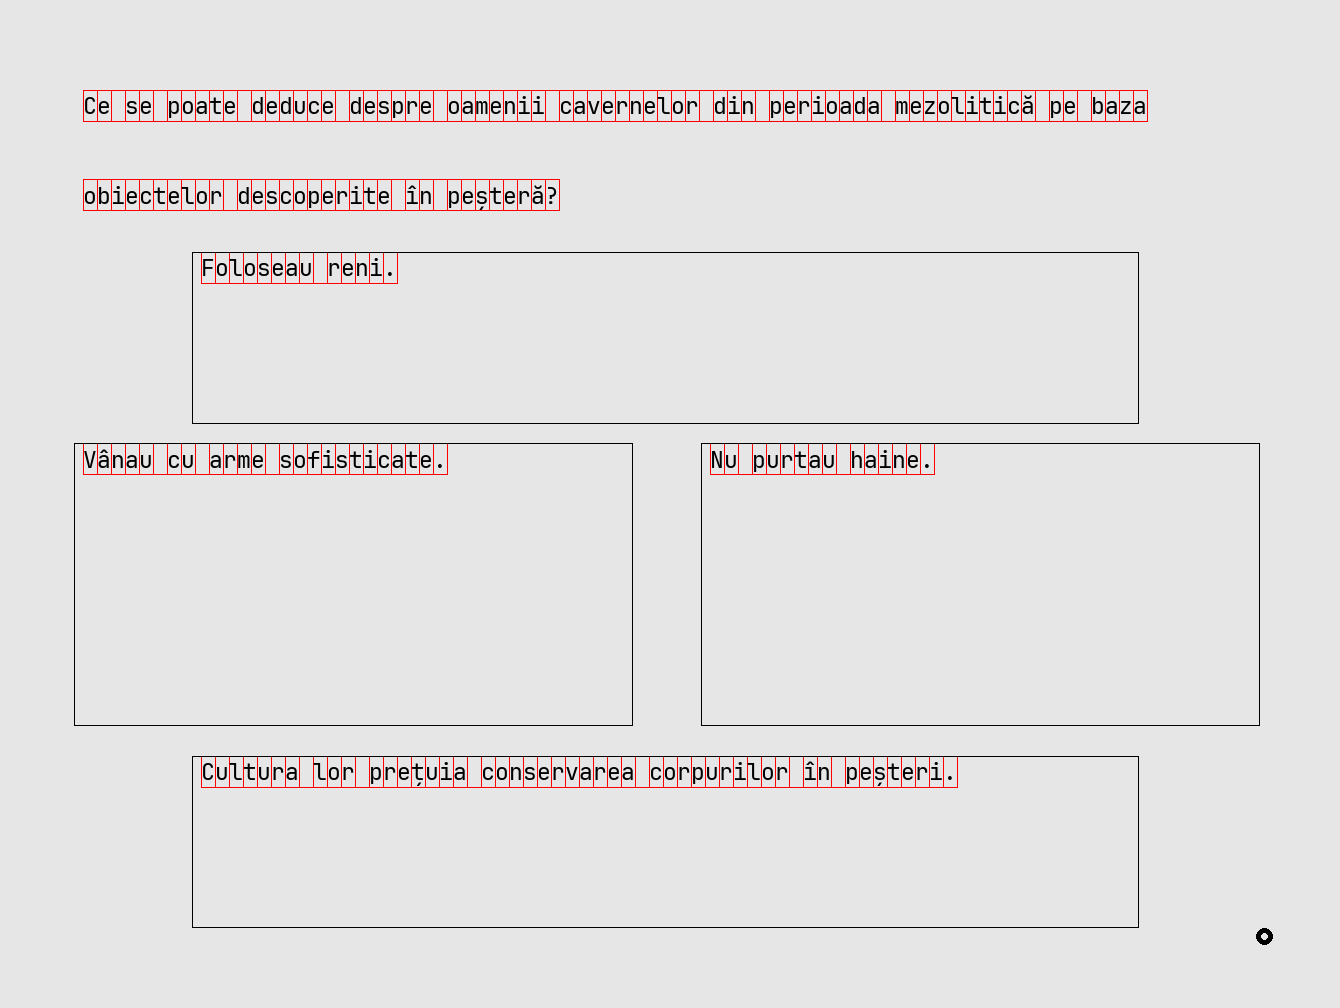 Ce se poate deduce despre oamenii cavernelor din perioada mezolitică pe baza
obiectelor descoperite în peșteră?
Foloseau reni.
Vânau cu arme sofisticate.
Nu purtau haine.
Cultura lor prețuia conservarea corpurilor în peșteri.